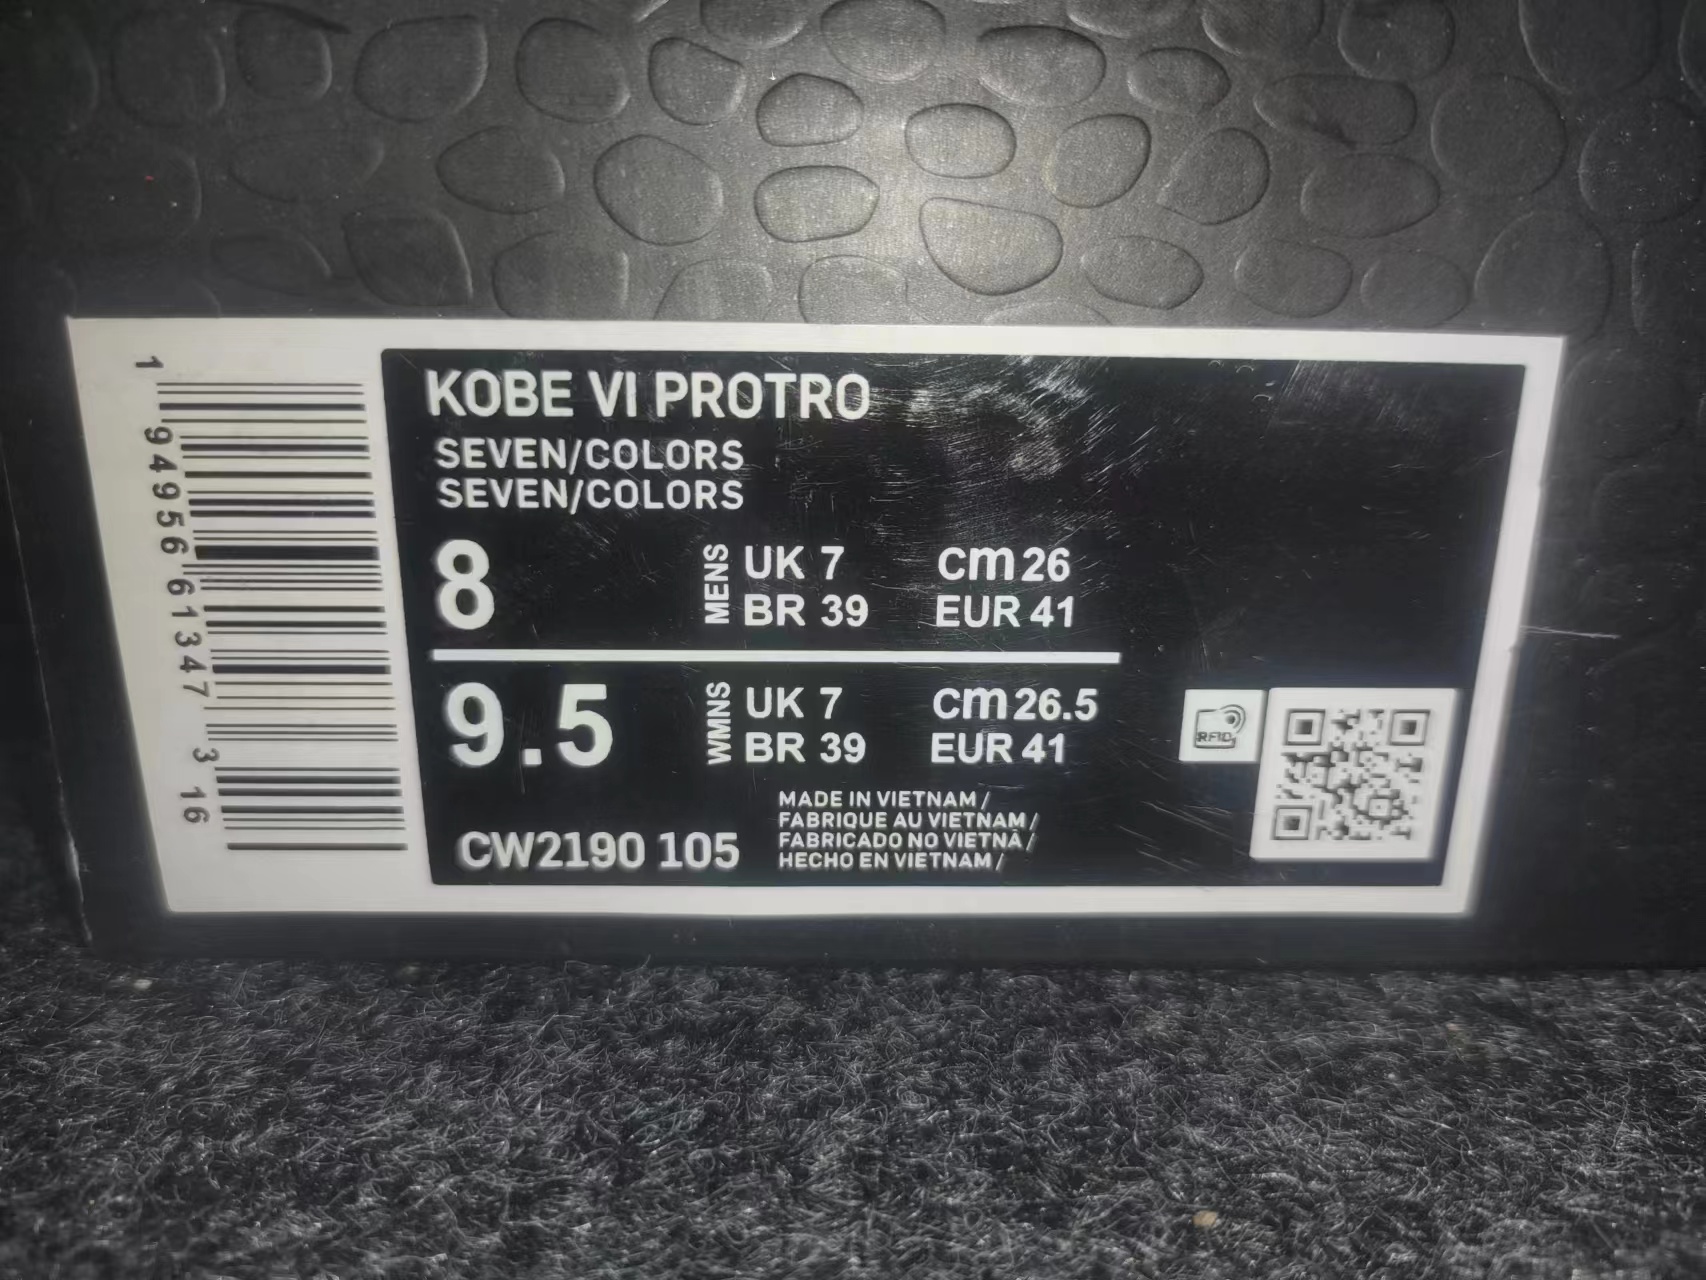 1 94956 61347 3 16
KOBE VI PROTRO
SEVEN/COLORS
SEVEN/COLORS
8 MENS UK 7 cm 26
BR 39 EUR 41
9.5 WMNS UK 7 cm 26.5
BR 39 EUR 41
RFID
CW2190 105
MADE IN VIETNAM /
FABRIQUE AU VIETNAM /
FABRICADO NO VIETNÃ /
HECHO EN VIETNAM /